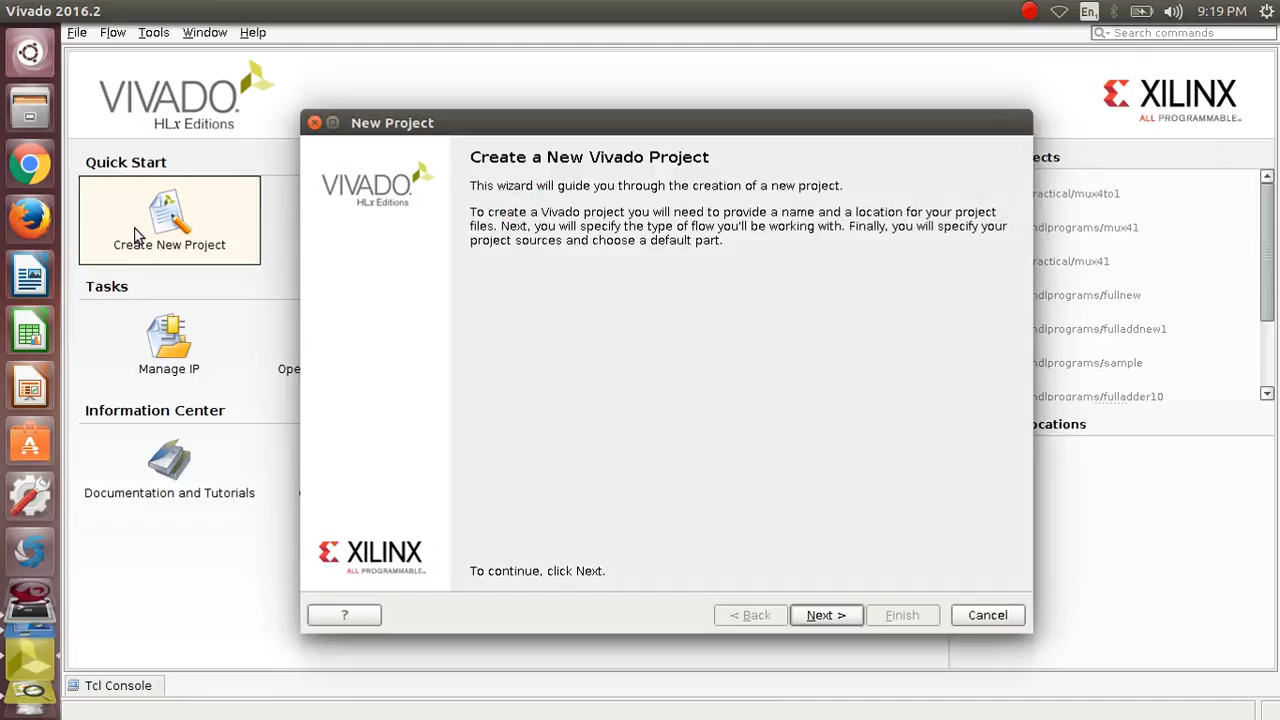 Vivado 2016.2
En
9:19 PM
File Flow Tools Window Help
Search commands
VIVADO.
HLx Editions
XILINX
ALL PROGRAMMABLE
Quick Start
Create New Project
Tasks
Manage IP
Ope
Information Center
Documentation and Tutorials
New Project
VIVADO.
HLx Editions
Create a New Vivado Project
This wizard will guide you through the creation of a new project.
To create a Vivado project you will need to provide a name and a location for your project
files. Next, you will specify the type of flow you'll be working with. Finally, you will specify your
project sources and choose a default part.
XILINX
ALL PROGRAMMABLE
To continue, click Next.
?
< Back
Next >
Finish
Cancel
ects
ractical/mux4to1
ractical/mux41
ractical/mux41
ndlprograms/fullnew
ndlprograms/fulladdnew1
ndlprograms/sample
ndlprograms/fulladder10
ocations
Tcl Console